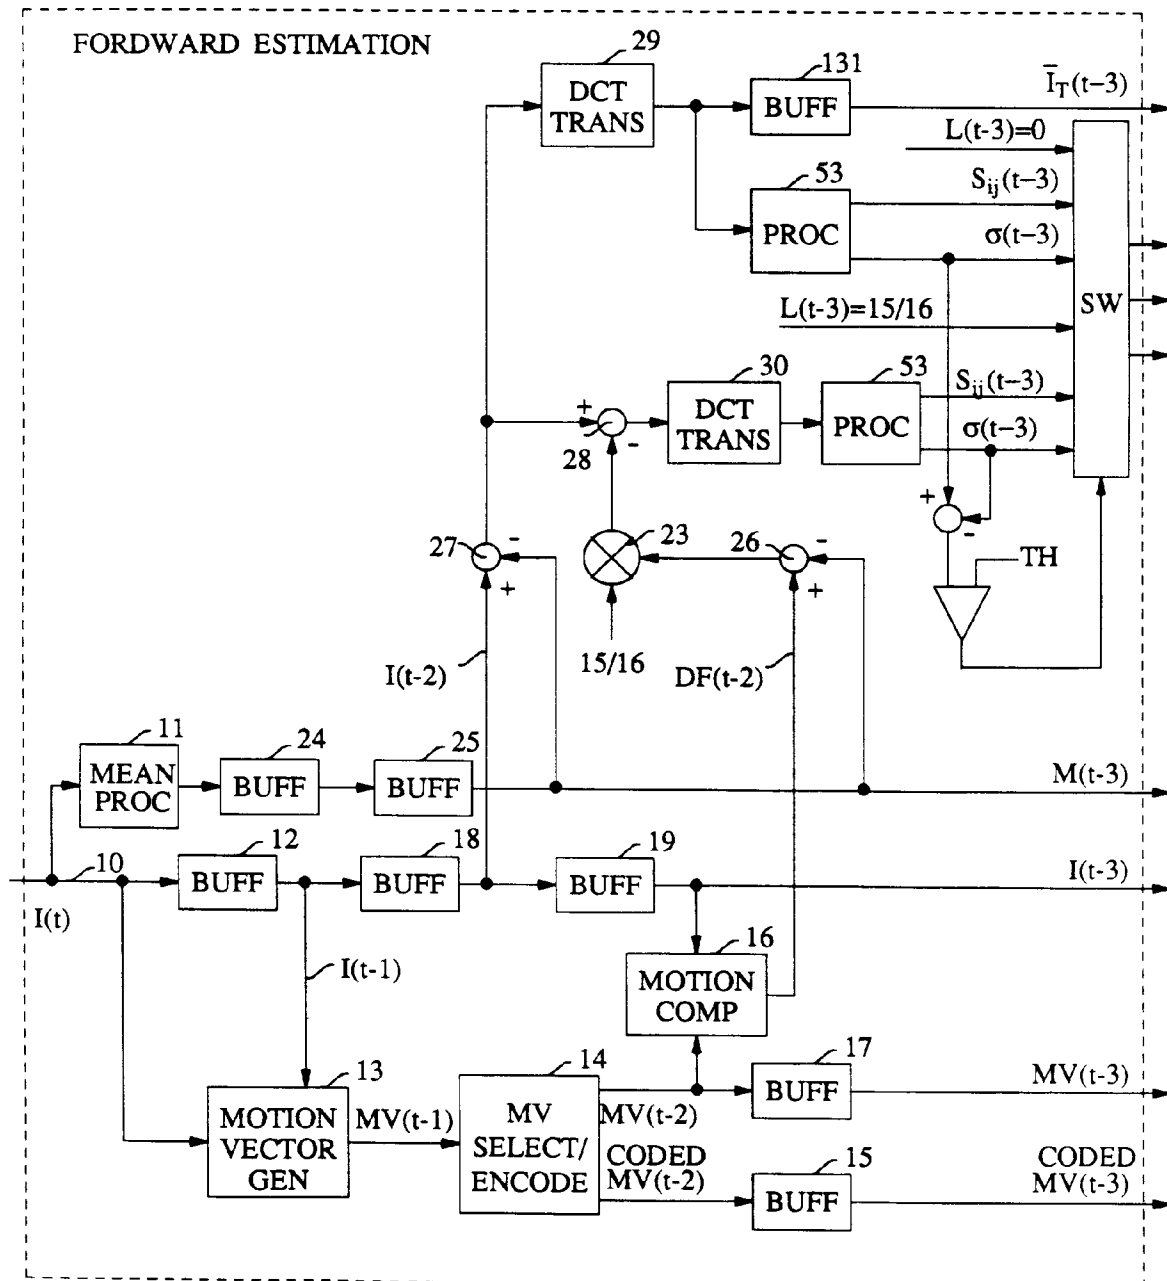 FORDWARD ESTIMATION
29
DCT
TRANS
131
BUFF
I̅_T(t–3)
L(t-3)=0
53
PROC
S_ij(t–3)
σ(t–3)
L(t-3)=15/16
SW
30
DCT
TRANS
53
PROC
S_ij(t–3)
σ(t–3)
+
-
28
+
-
27
-
+
23
26
-
+
TH
I(t-2)
15/16
DF(t-2)
11
MEAN
PROC
24
BUFF
25
BUFF
M(t-3)
10
12
BUFF
18
BUFF
19
BUFF
I(t-3)
I(t)
I(t-1)
16
MOTION
COMP
13
MOTION
VECTOR
GEN
MV(t-1)
14
MV
SELECT/
ENCODE
MV(t-2)
CODED
MV(t-2)
17
BUFF
MV(t-3)
15
BUFF
CODED
MV(t-3)